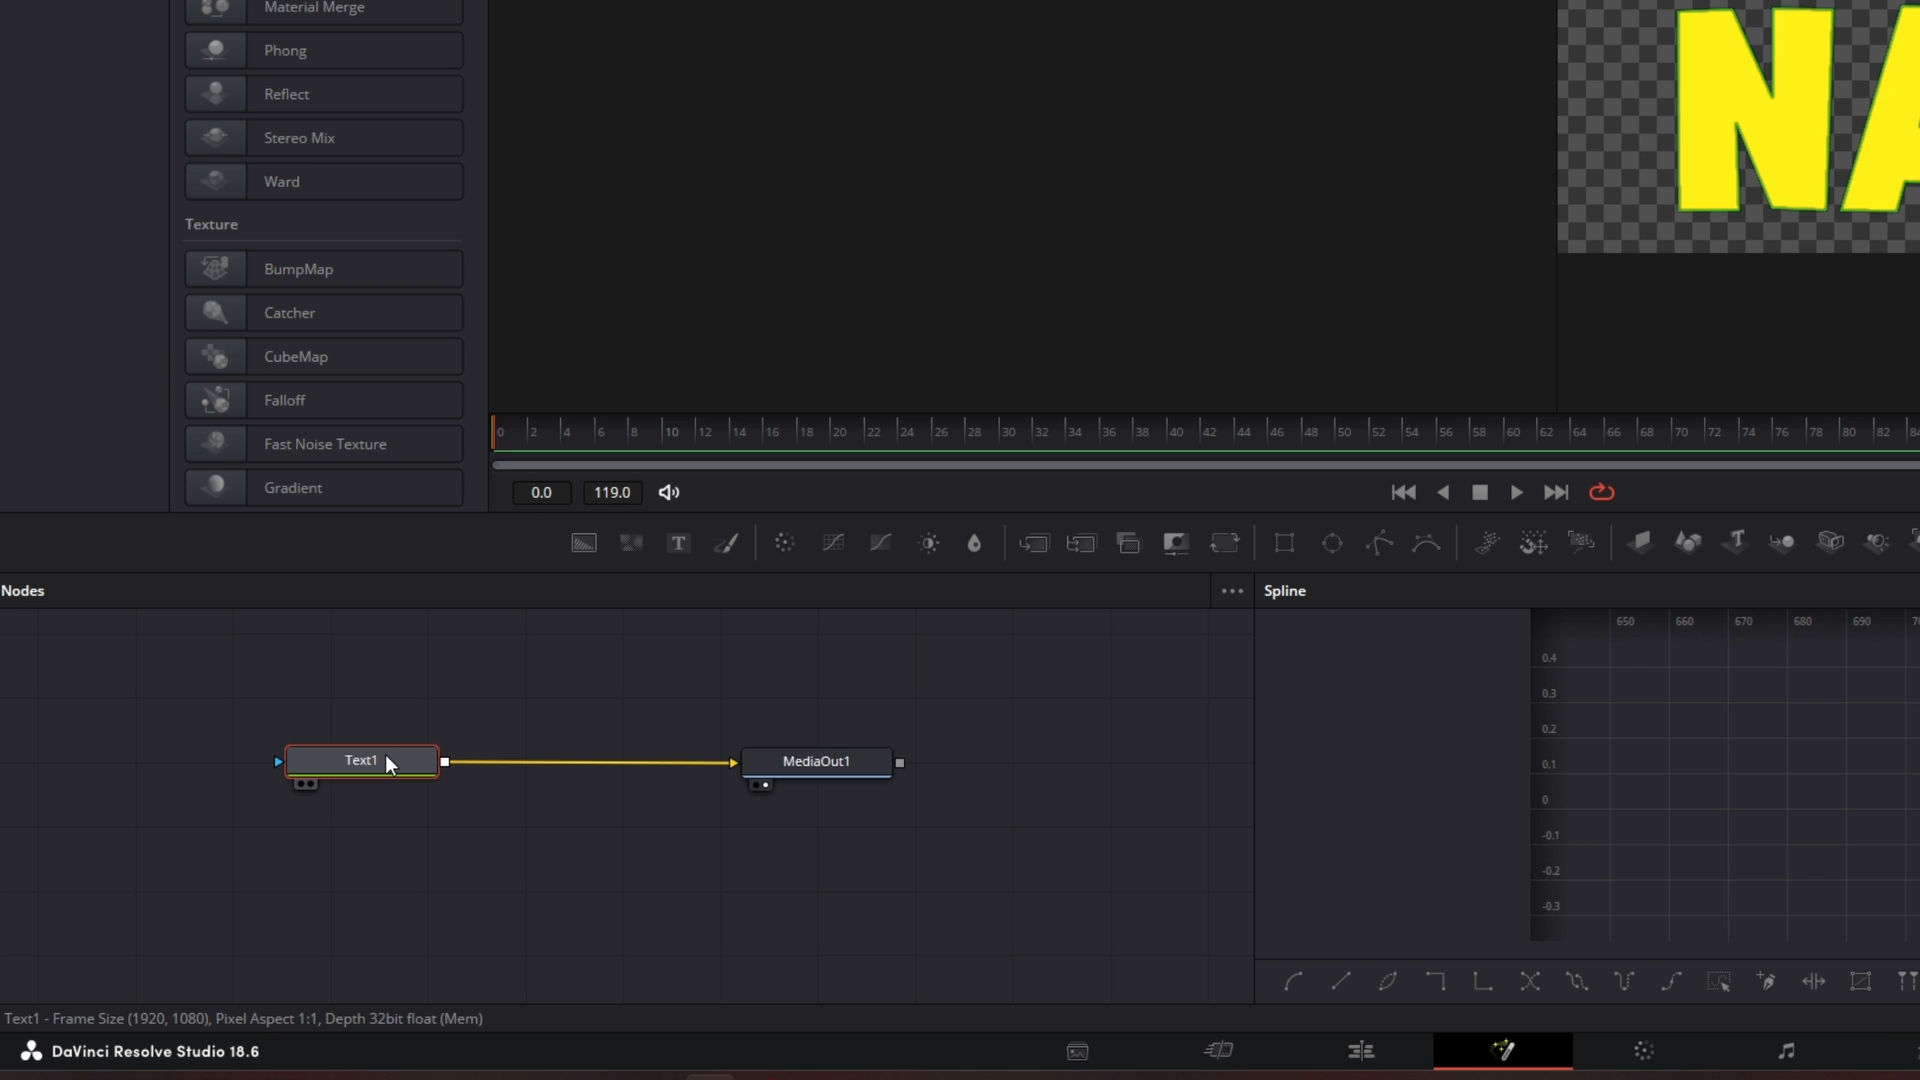 Material Merge
Phong
Reflect
Stereo Mix
Ward
Texture
BumpMap
Catcher
CubeMap
Falloff
Fast Noise Texture
Gradient
NA
0 2 4 6 8 10 12 14 16 18 20 22 24 26 28 30 32 34 36 38 40 42 44 46 48 50 52 54 56 58 60 62 64 66 68 70 72 74 76 78 80 82
0.0 119.0
T
Nodes
Spline
650 660 670 680 690
0.4
0.3
0.2
0.1
0
-0.1
-0.2
-0.3
Text1
MediaOut1
Text1 - Frame Size (1920, 1080), Pixel Aspect 1:1, Depth 32bit float (Mem)
DaVinci Resolve Studio 18.6